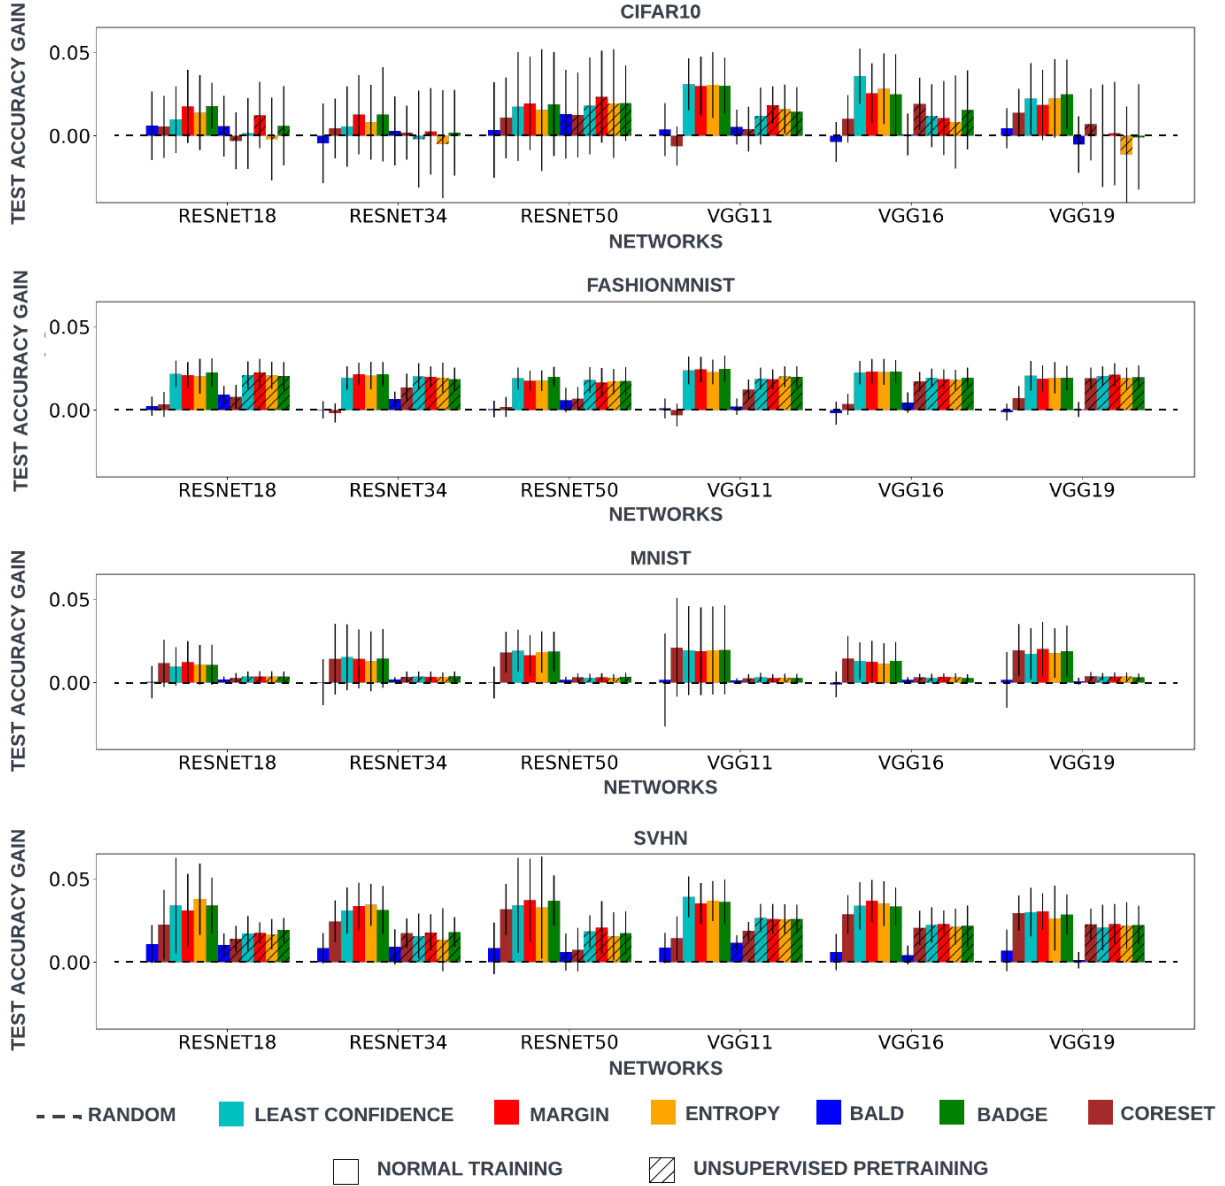 CIFAR10
TEST ACCURACY GAIN
0.05
0.00
RESNET18 RESNET34 RESNET50 VGG11 VGG16 VGG19
NETWORKS
FASHIONMNIST
TEST ACCURACY GAIN
0.05
0.00
RESNET18 RESNET34 RESNET50 VGG11 VGG16 VGG19
NETWORKS
MNIST
TEST ACCURACY GAIN
0.05
0.00
RESNET18 RESNET34 RESNET50 VGG11 VGG16 VGG19
NETWORKS
SVHN
TEST ACCURACY GAIN
0.05
0.00
RESNET18 RESNET34 RESNET50 VGG11 VGG16 VGG19
NETWORKS
RANDOM LEAST CONFIDENCE MARGIN ENTROPY BALD BADGE CORESET
NORMAL TRAINING UNSUPERVISED PRETRAINING